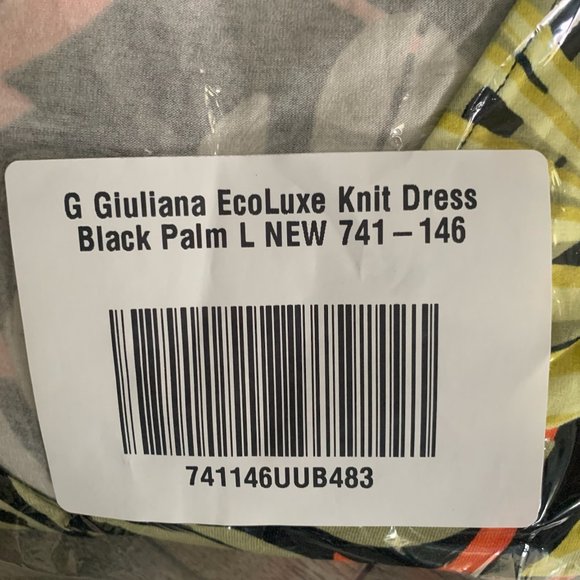 G Giuliana EcoLuxe Knit Dress
Black Palm L NEW 741-146
741146UUB483